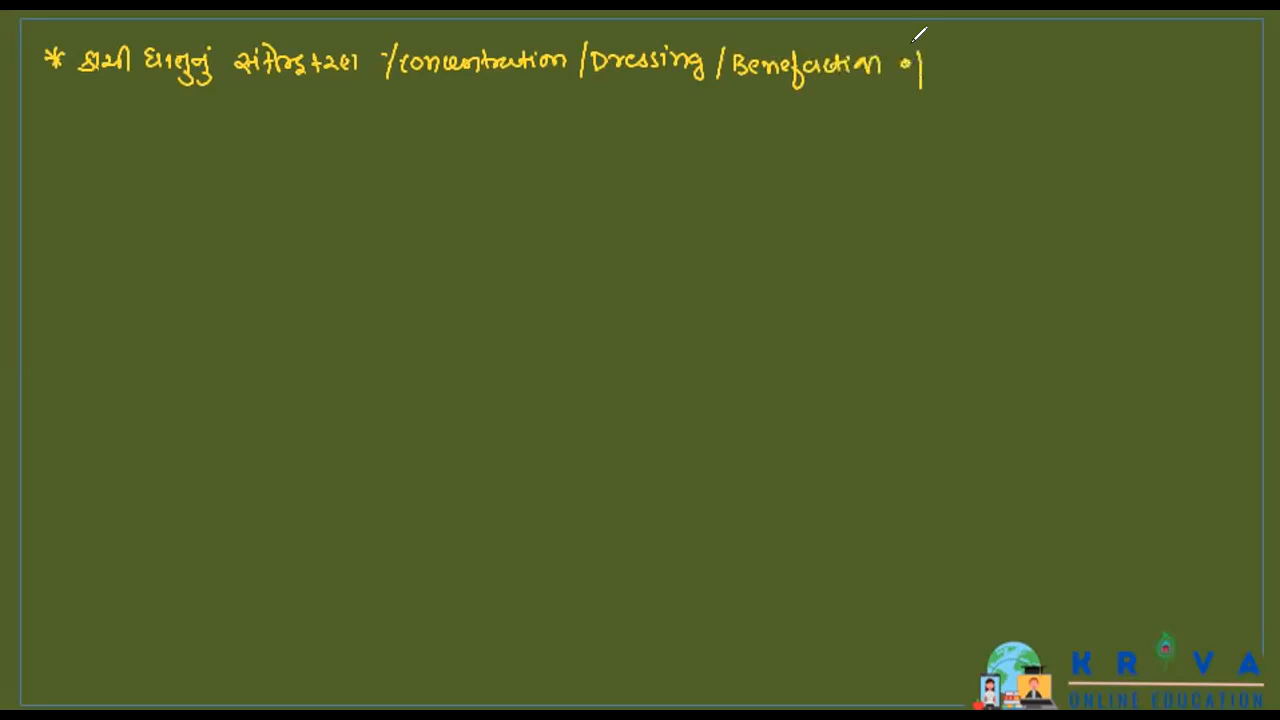 * કાચી ધાતુનું સંકેન્દ્રણ :/concentration /Dressing / Benefaction o|
KRIVA
ONLINE EDUCATION